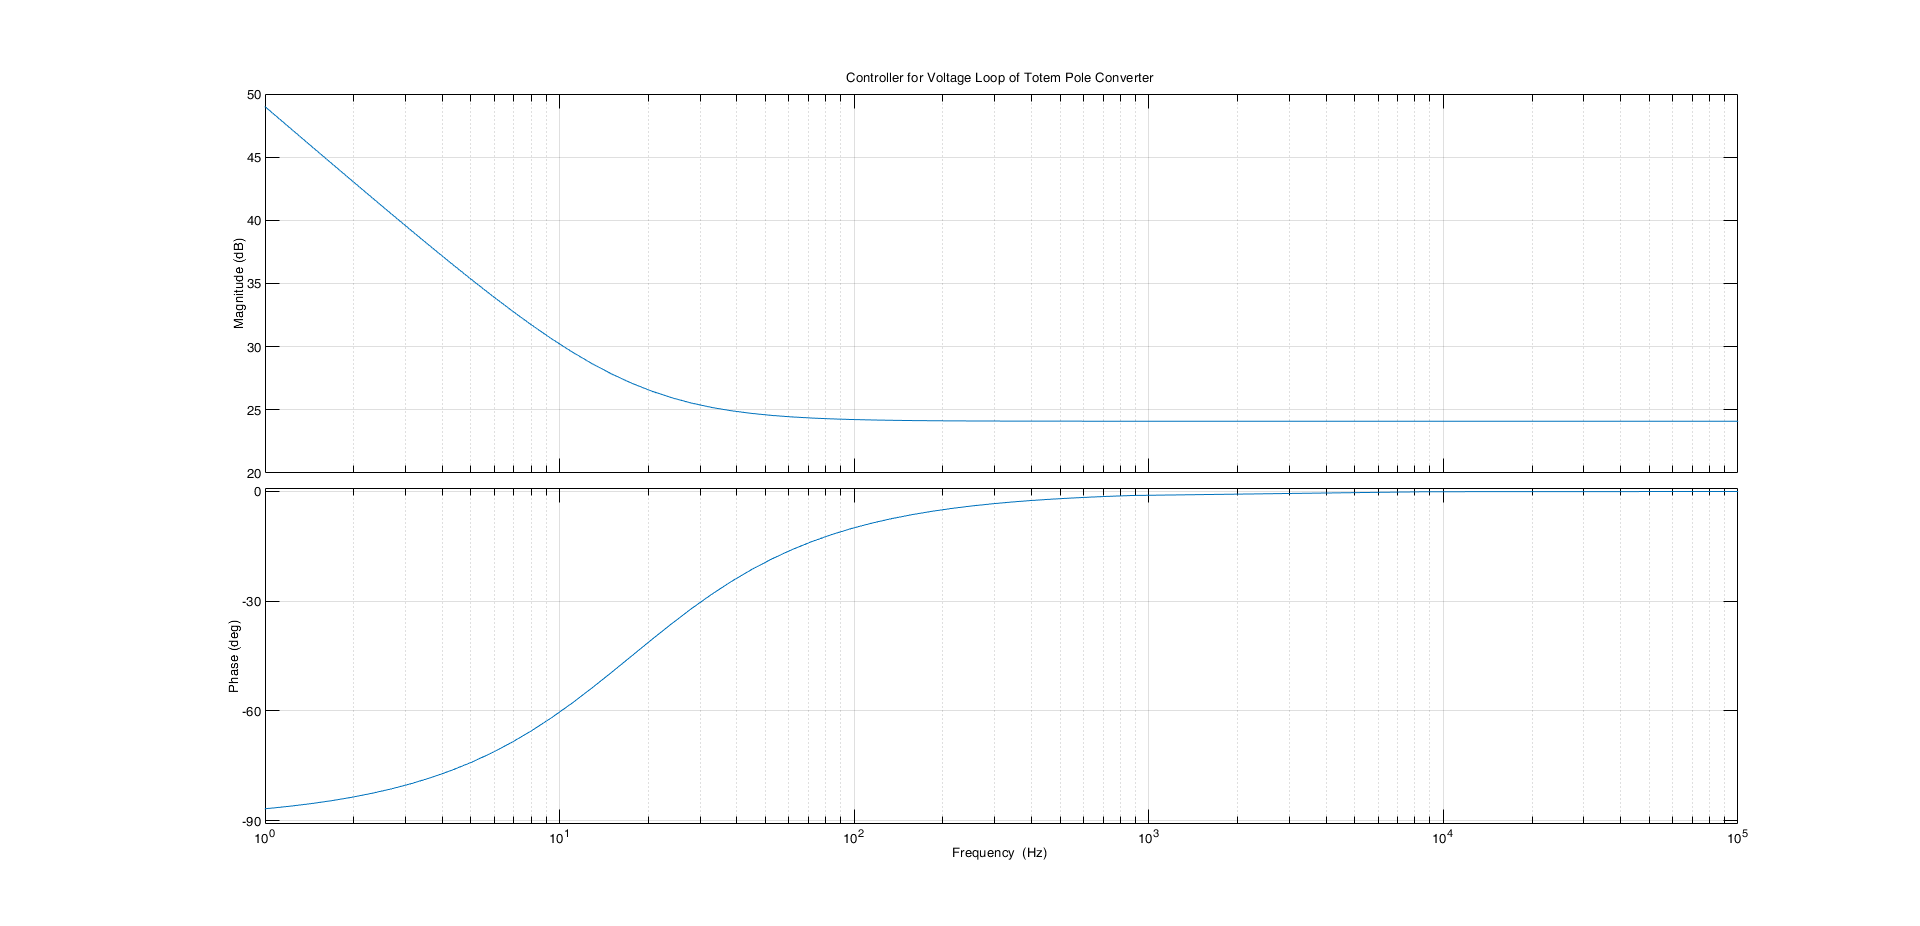 Controller for Voltage Loop of Totem Pole Converter
50
45
40
35
30
25
20
Magnitude (dB)
0
-30
-60
-90
Phase (deg)
10^0 10^1 10^2 10^3 10^4 10^5
Frequency (Hz)